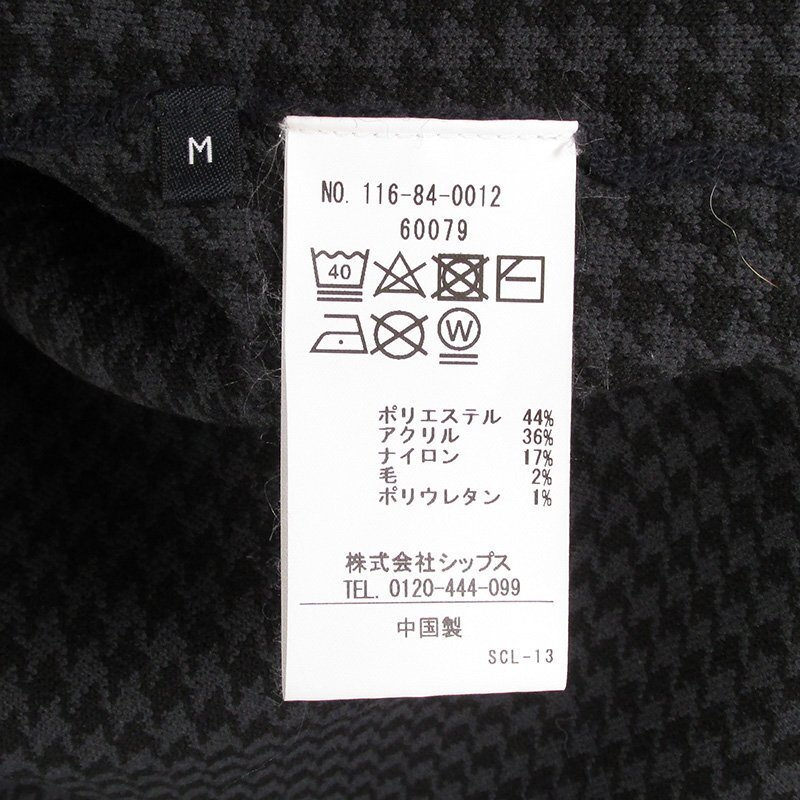 M
NO. 116-84-0012
60079
40
W
ポリエステル 44%
アクリル 36%
ナイロン 17%
毛 2%
ポリウレタン 1%
株式会社シップス
TEL. 0120-444-099
中国製
SCL-13